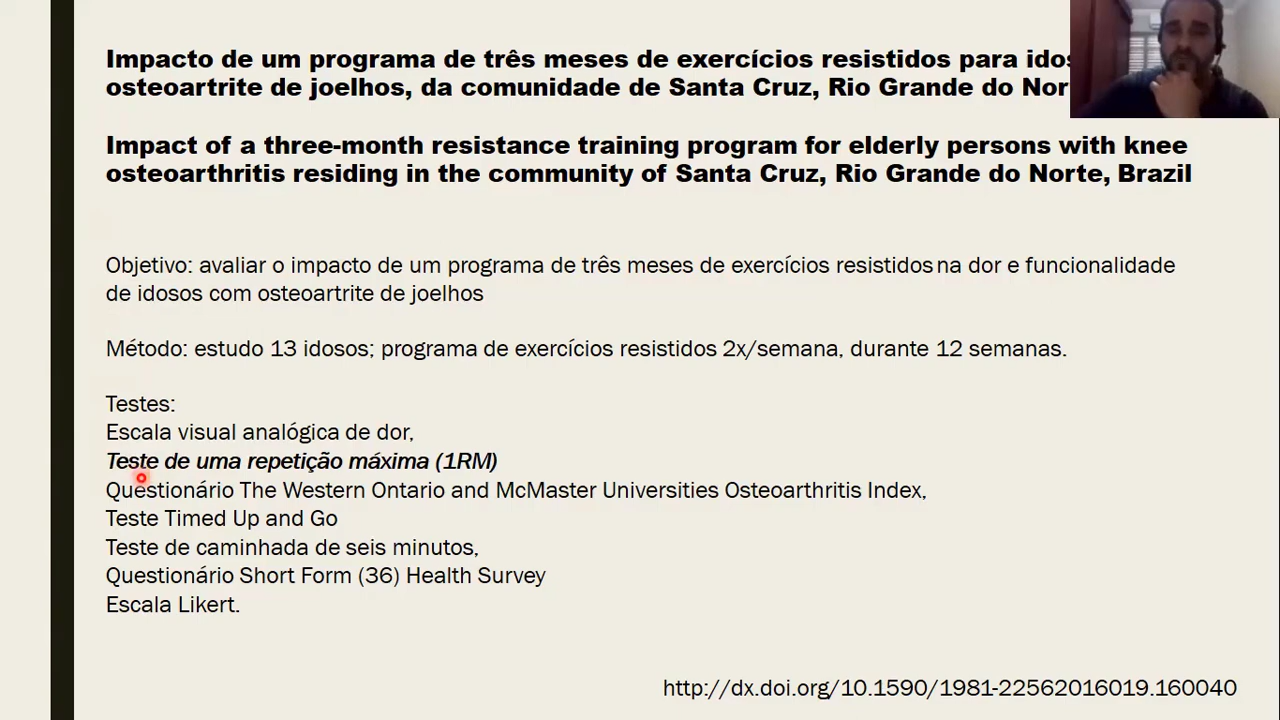 Impacto de um programa de três meses de exercícios resistidos para
osteoartrite de joelhos, da comunidade de Santa Cruz, Rio Grande do
Impact of a three-month resistance training program for elderly persons with knee
osteoarthritis residing in the community of Santa Cruz, Rio Grande do Norte, Brazil
Objetivo: avaliar o impacto de um programa de três meses de exercícios resistidos na dor e funcionalidade
de idosos com osteoartrite de joelhos
Método: estudo 13 idosos; programa de exercícios resistidos 2x/semana, durante 12 semanas.
Testes:
Escala visual analógica de dor,
Teste de uma repetição máxima (1RM)
Questionário The Western Ontario and McMaster Universities Osteoarthritis Index,
Teste Timed Up and Go
Teste de caminhada de seis minutos,
Questionário Short Form (36) Health Survey
Escala Likert.
http://dx.doi.org/10.1590/1981-22562016019.160040